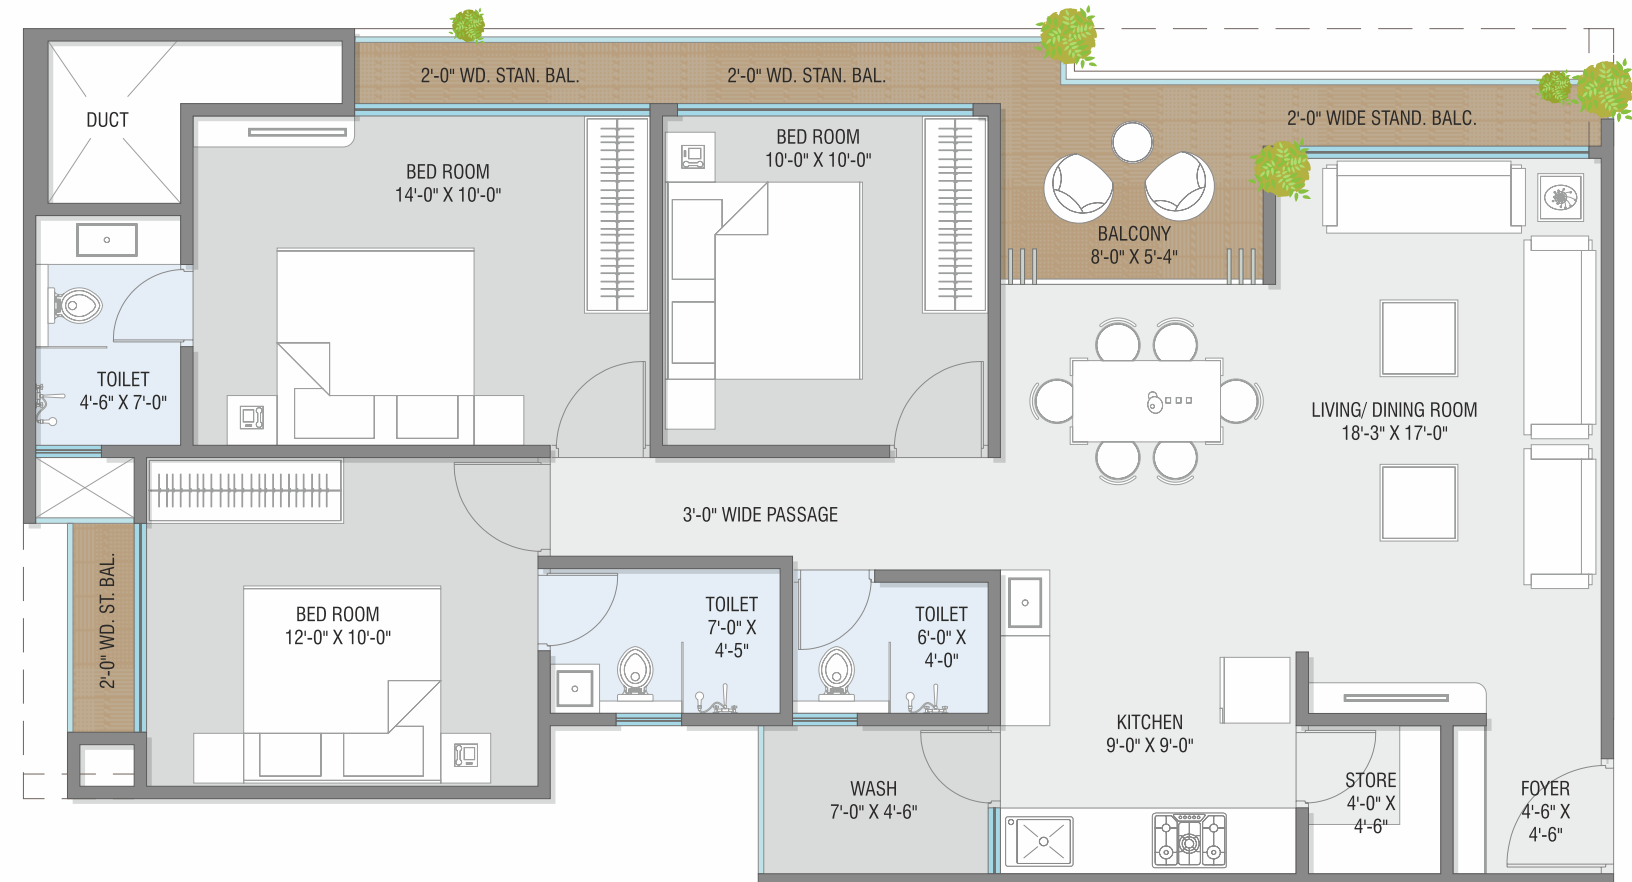 2'-0" WD. STAN. BAL.
2'-0" WD. STAN. BAL.
2'-0" WIDE STAND. BALC.
DUCT
BED ROOM
14'-0" X 10'-0"
BED ROOM
10'-0" X 10'-0"
BALCONY
8'-0" X 5'-4"
TOILET
4'-6" X 7'-0"
LIVING/ DINING ROOM
18'-3" X 17'-0"
3'-0" WIDE PASSAGE
2'-0" WD. ST. BAL.
BED ROOM
12'-0" X 10'-0"
TOILET
7'-0" X
4'-5"
TOILET
6'-0" X
4'-0"
KITCHEN
9'-0" X 9'-0"
WASH
7'-0" X 4'-6"
STORE
4'-0" X
4'-6"
FOYER
4'-6" X
4'-6"